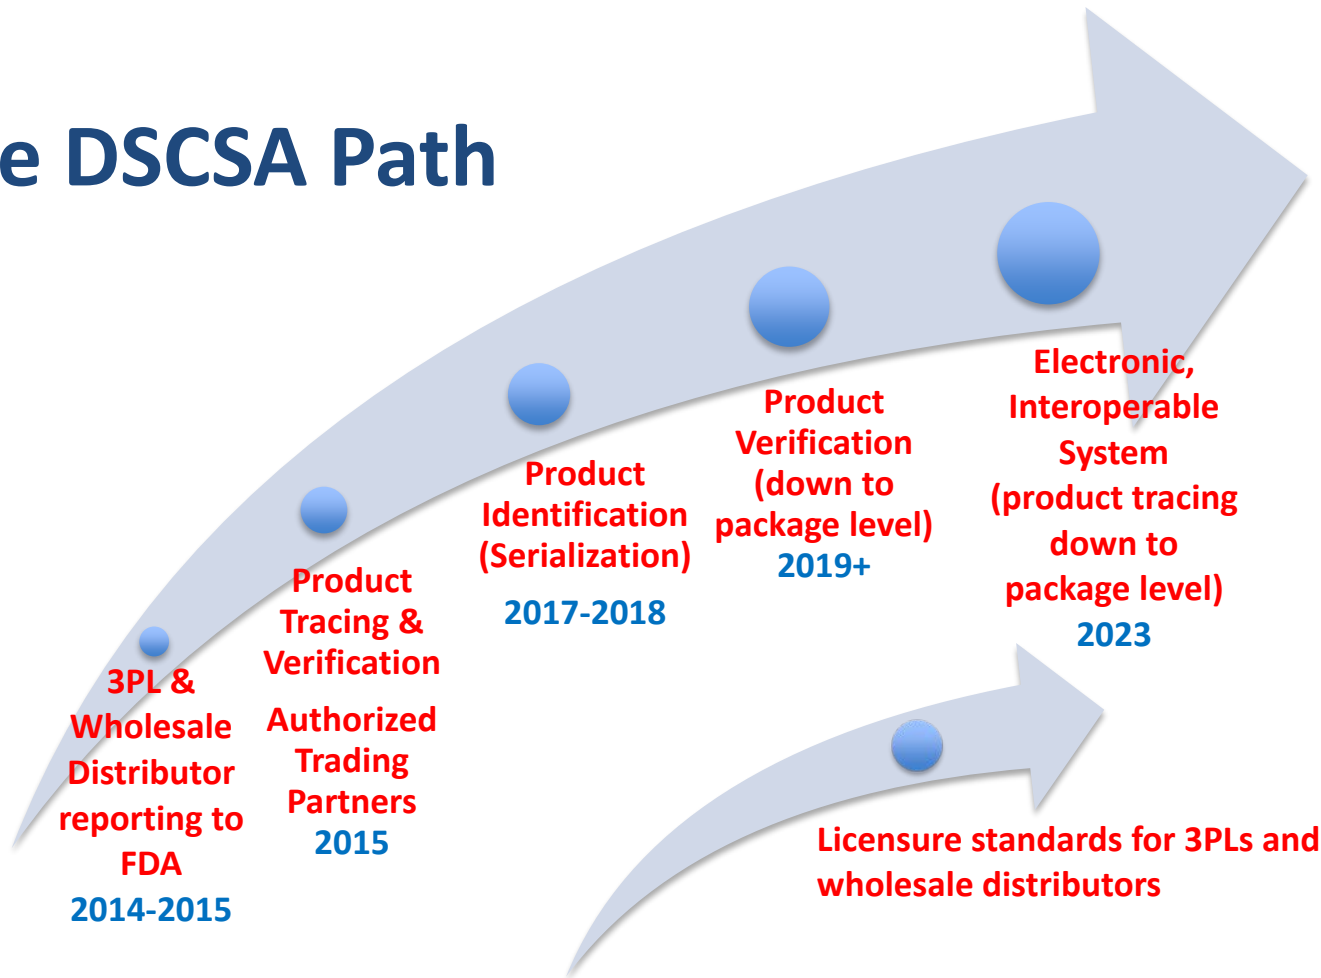 e DSCSA Path
3PL &
Wholesale
Distributor
reporting to
FDA
2014-2015
Product
Tracing &
Verification
Authorized
Trading
Partners
2015
Product
Identification
(Serialization)
2017-2018
Product
Verification
(down to
package level)
2019+
Electronic,
Interoperable
System
(product tracing
down to
package level)
2023
Licensure standards for 3PLs and
wholesale distributors